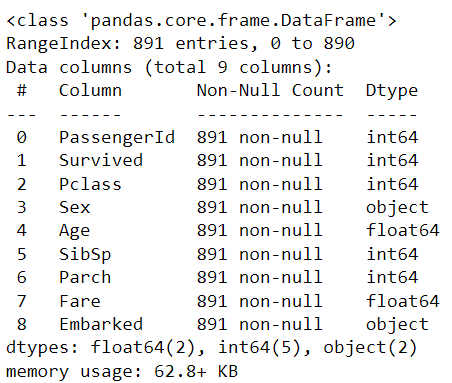 <class 'pandas.core.frame.DataFrame'>
RangeIndex: 891 entries, 0 to 890
Data columns (total 9 columns):
 #   Column       Non-Null Count  Dtype
---  ------       --------------  -----
 0   PassengerId  891 non-null    int64
 1   Survived     891 non-null    int64
 2   Pclass       891 non-null    int64
 3   Sex          891 non-null    object
 4   Age          891 non-null    float64
 5   SibSp        891 non-null    int64
 6   Parch        891 non-null    int64
 7   Fare         891 non-null    float64
 8   Embarked     891 non-null    object
dtypes: float64(2), int64(5), object(2)
memory usage: 62.8+ KB